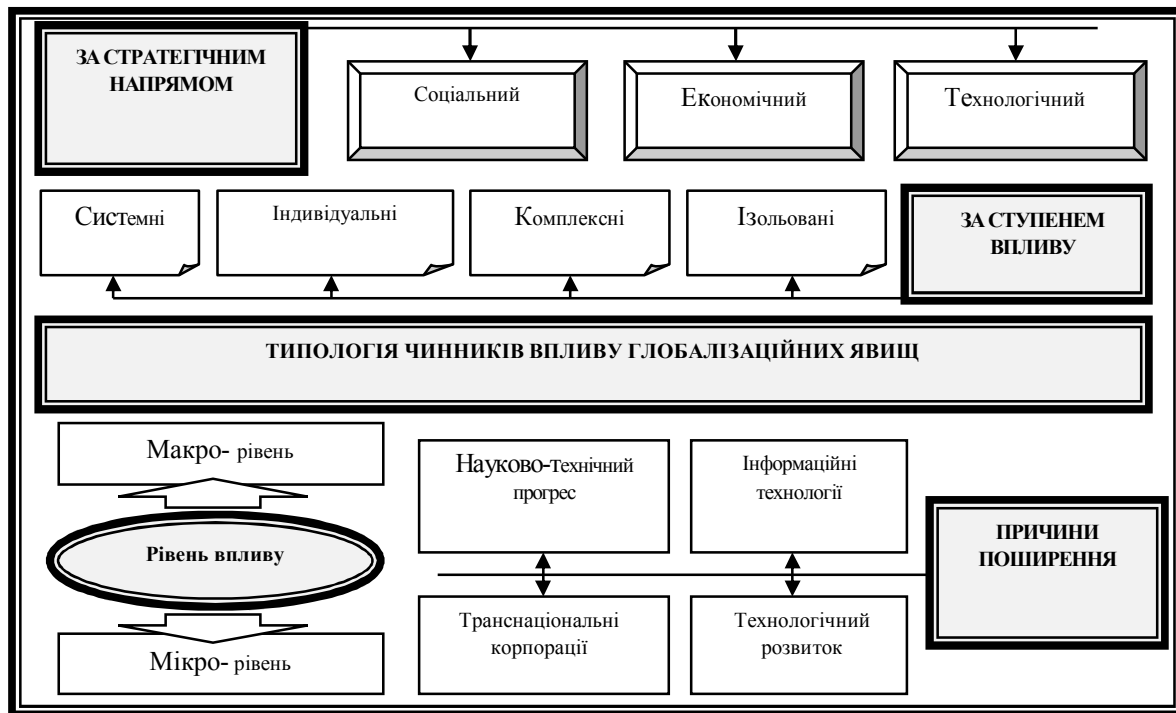 ЗА СТРАТЕГІЧНИМ
НАПРЯМОМ
Соціальний
Економічний
Технологічний
Системні
Індивідуальні
Комплексні
Ізольовані
ЗА СТУПЕНЕМ
ВПЛИВУ
ТИПОЛОГІЯ ЧИННИКІВ ВПЛИВУ ГЛОБАЛІЗАЦІЙНИХ ЯВИЩ
Макро- рівень
Рівень впливу
Мікро- рівень
Науково-технічний
прогрес
Інформаційні
технології
Транснаціональні
корпорації
Технологічний
розвиток
ПРИЧИНИ
ПОШИРЕННЯ